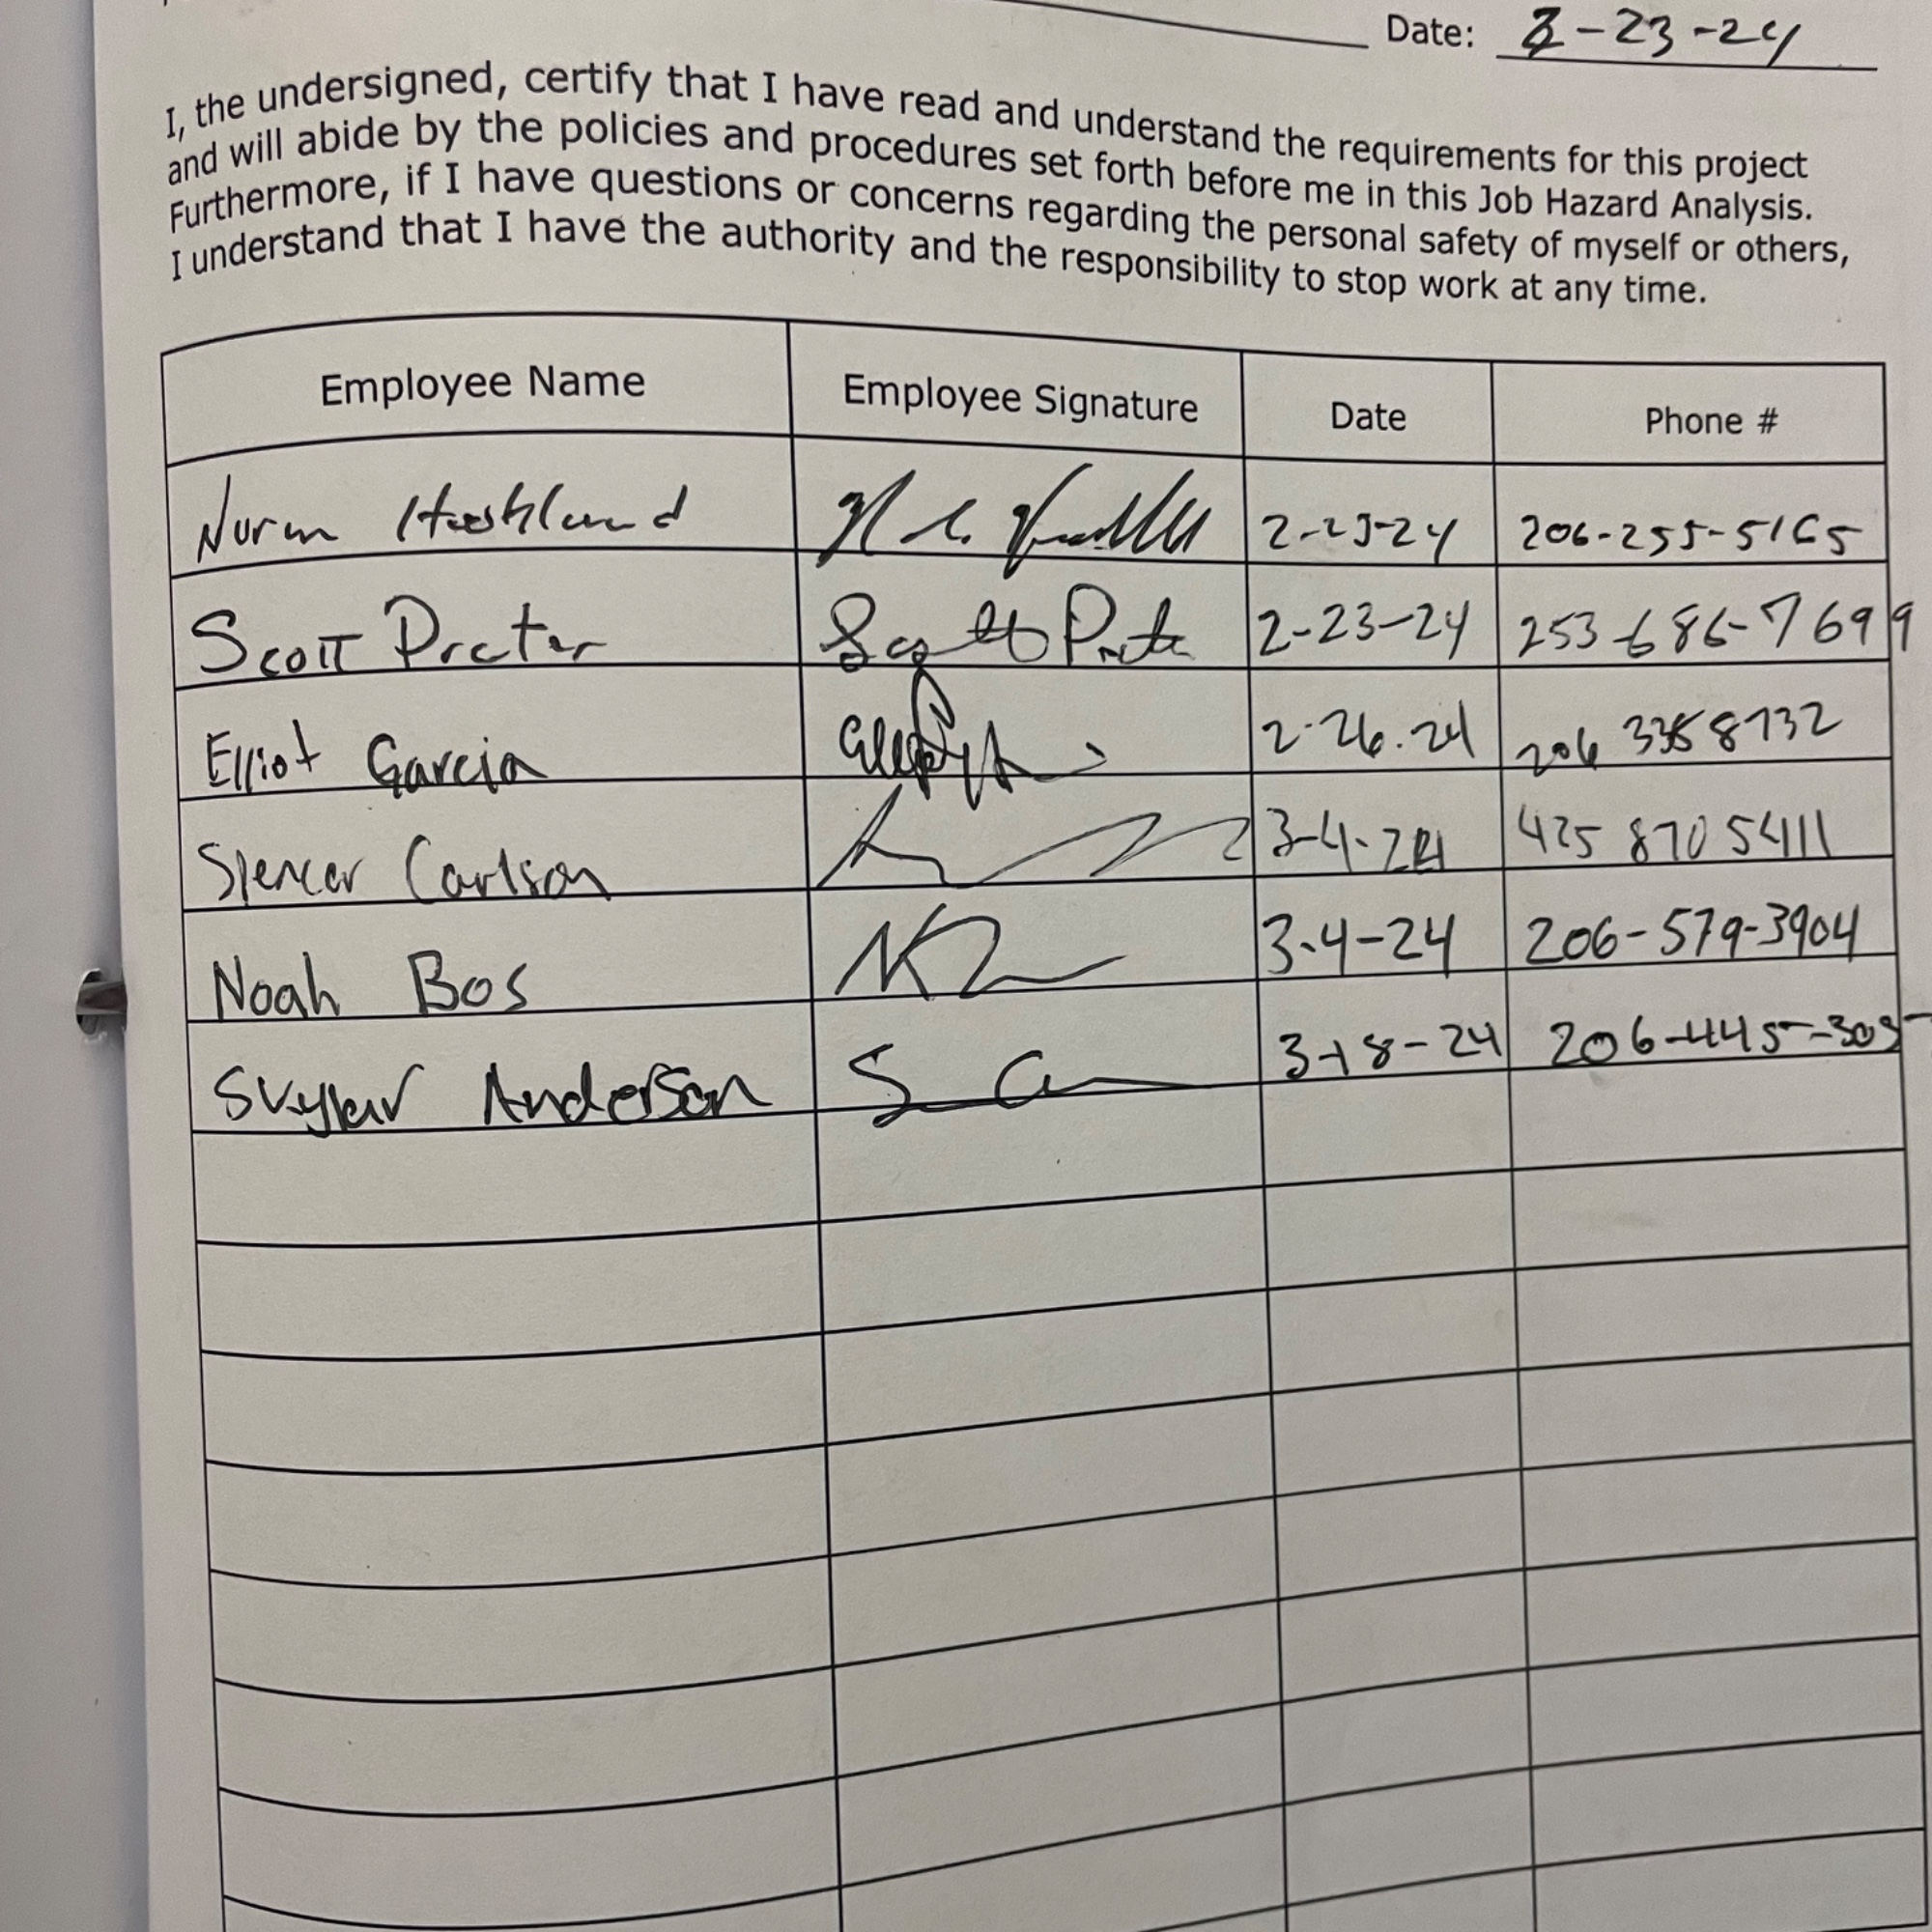 Date: 2-23-24
I, the undersigned, certify that I have read and understand the requirements for this project
and will abide by the policies and procedures set forth before me in this Job Hazard Analysis.
Furthermore, if I have questions or concerns regarding the personal safety of myself or others,
I understand that I have the authority and the responsibility to stop work at any time.
Employee Name Employee Signature Date Phone #
Norm 2-23-24 206-255-5165
Scott Procter Scott 2-23-24 253-686-7699
Elliot Garcia 2-26.24 206
Spencer Carlson 3-4-24 425 870 5411
Noah Bos 3-4-24 206-579-3904
Skylar Anderson 3-18-24